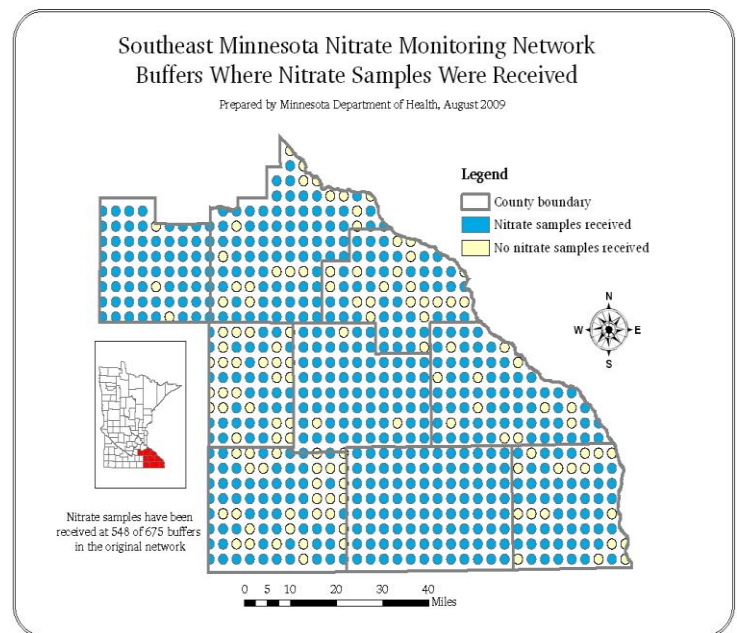 Southeast Minnesota Nitrate Monitoring Network
Buffers Where Nitrate Samples Were Received
Prepared by Minnesota Department of Health, August 2009
Legend
County boundary
Nitrate samples received
No nitrate samples received
N
W E
S
Nitrate samples have been
received at 548 of 675 buffers
in the original network
0 5 10 20 30 40
Miles